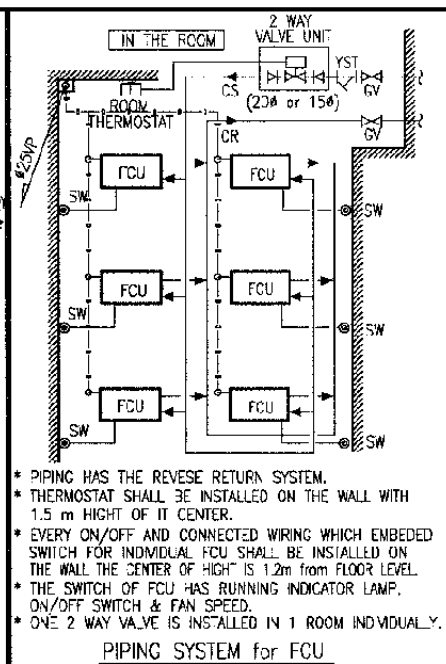 2 WAY
VALVE UNIT
IN THE ROOM
YST
CS
(20ø or 15ø)
GV
ROOM
THERMOSTAT
T
CR
GV
ø25VP
FCU
FCU
SW
SW
FCU
FCU
SW
SW
FCU
FCU
SW
SW
* PIPING HAS THE REVESE RETURN SYSTEM.
* THERMOSTAT SHALL BE INSTALLED ON THE WALL WITH
1.5 m HIGHT OF IT CENTER.
* EVERY ON/OFF AND CONNECTED WIRING WHICH EMBEDED
SWITCH FOR INDIVIDUAL FCU SHALL BE INSTALLED ON
THE WALL THE CENTER OF HIGHT IS 1.2m from FLOOR LEVEL
* THE SWITCH OF FCU HAS RUNNING INDICATOR LAMP,
ON/OFF SWITCH & FAN SPEED.
* ONE 2 WAY VALVE IS INSTALLED IN 1 ROOM INDVIDUALLY.
PIPING SYSTEM for FCU